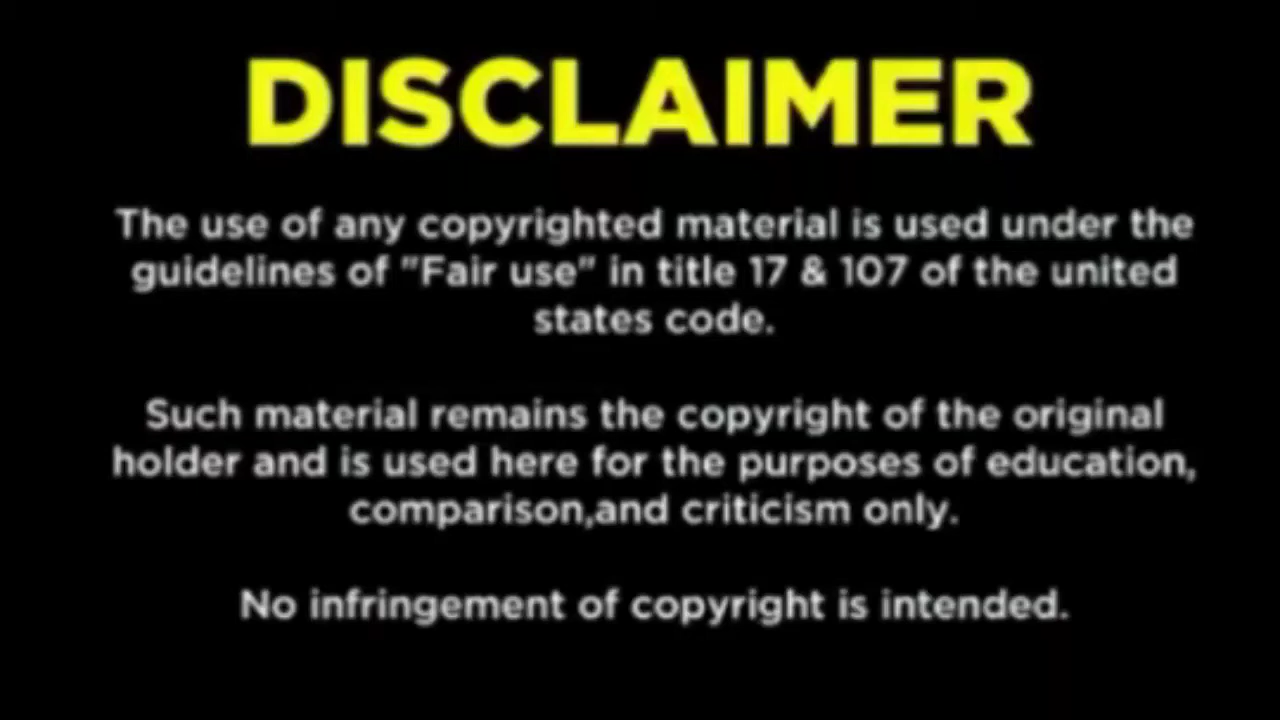 DISCLAIMER
The use of any copyrighted material is used under the
guidelines of "Fair use" in title 17 & 107 of the united
states code.
Such material remains the copyright of the original
holder and is used here for the purposes of education,
comparison,and criticism only.
No infringement of copyright is intended.